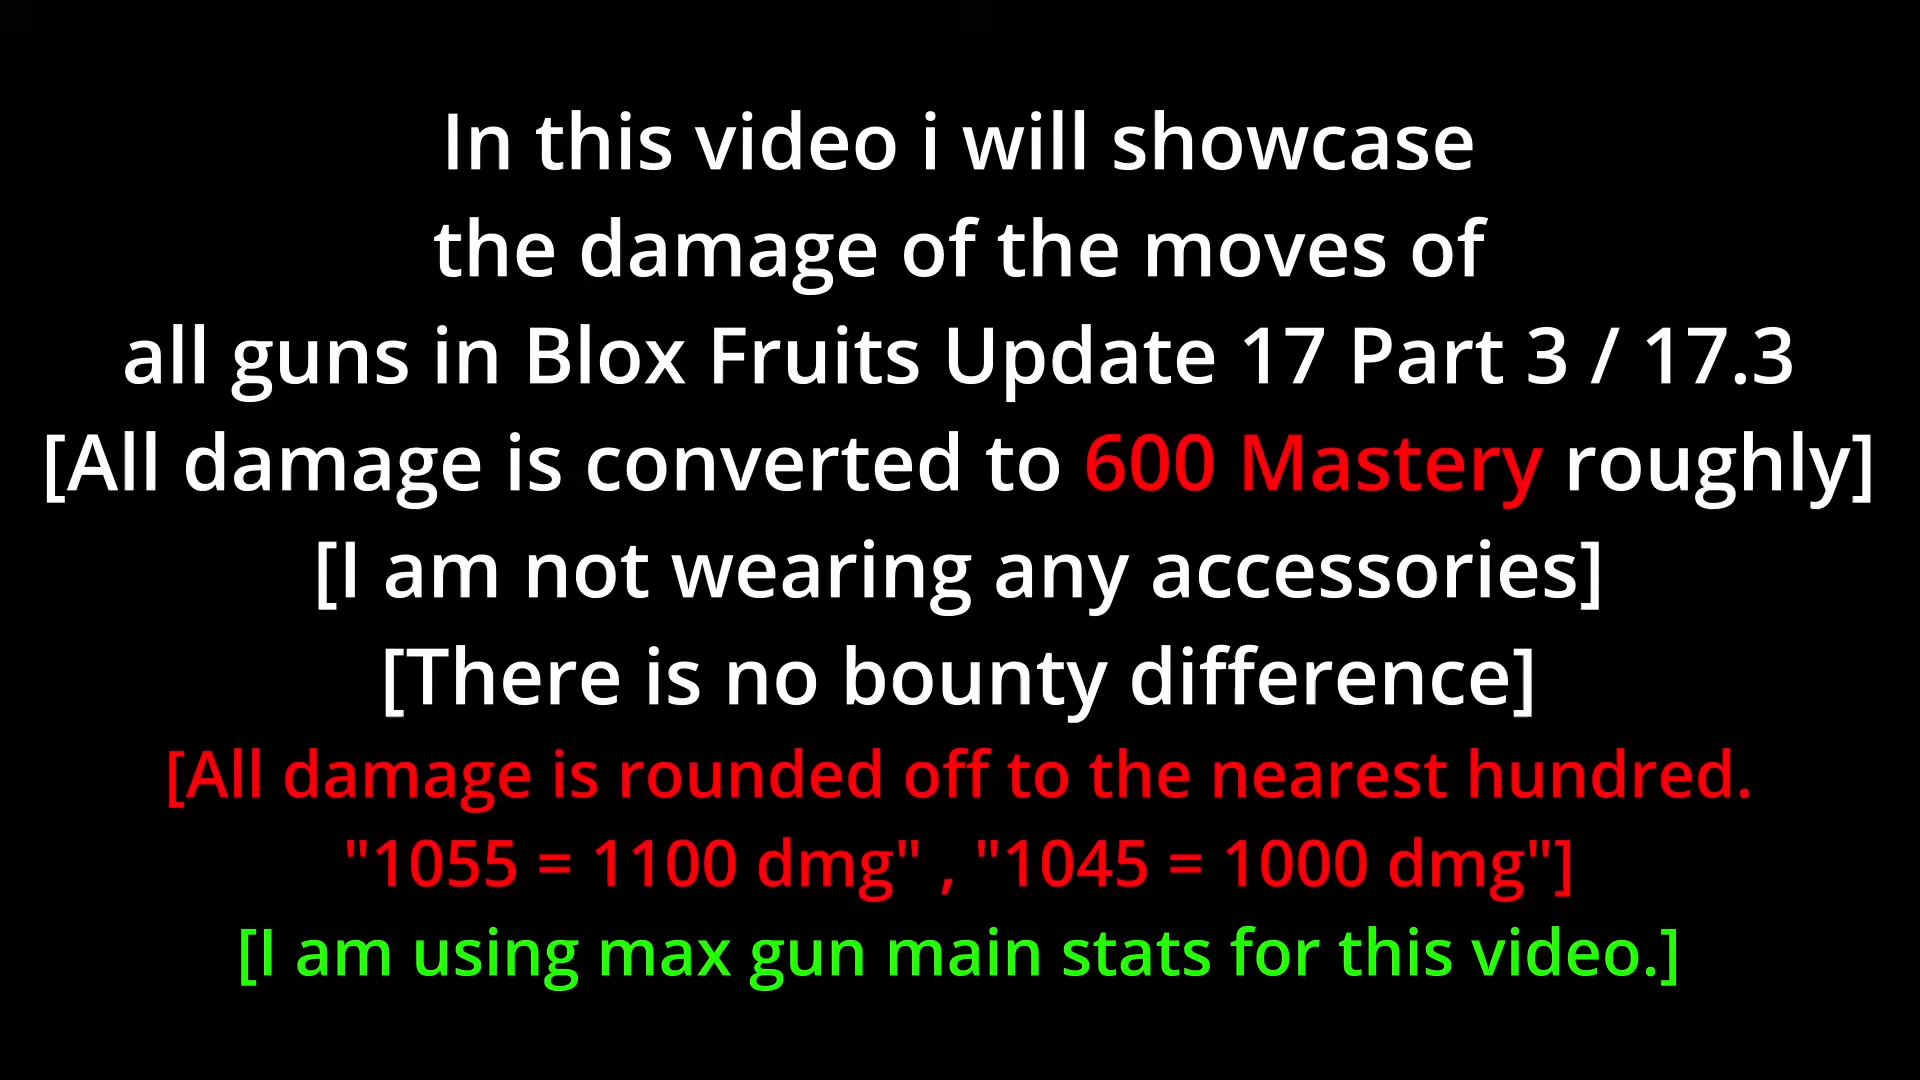 In this video i will showcase
the damage of the moves of
all guns in Blox Fruits Update 17 Part 3 / 17.3
[All damage is converted to 600 Mastery roughly]
[I am not wearing any accessories]
[There is no bounty difference]
[All damage is rounded off to the nearest hundred.
"1055 = 1100 dmg" , "1045 = 1000 dmg"]
[I am using max gun main stats for this video.]